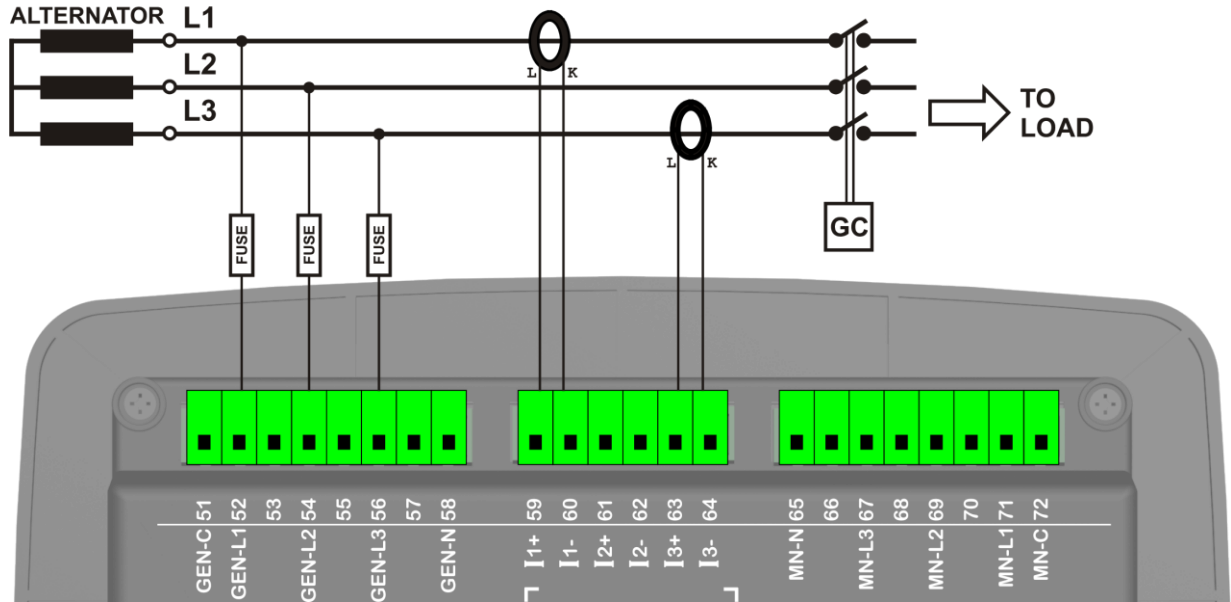 ALTERNATOR L1
L2
L3
L K
L K
TO
LOAD
FUSE
FUSE
FUSE
GC
GEN-C 51
GEN-L1 52
53
GEN-L2 54
55
GEN-L3 56
57
GEN-N 58
I1+ 59
I1- 60
I2+ 61
I2- 62
I3+ 63
I3- 64
MN-N 65
66
MN-L3 67
68
MN-L2 69
70
MN-L1 71
MN-C 72